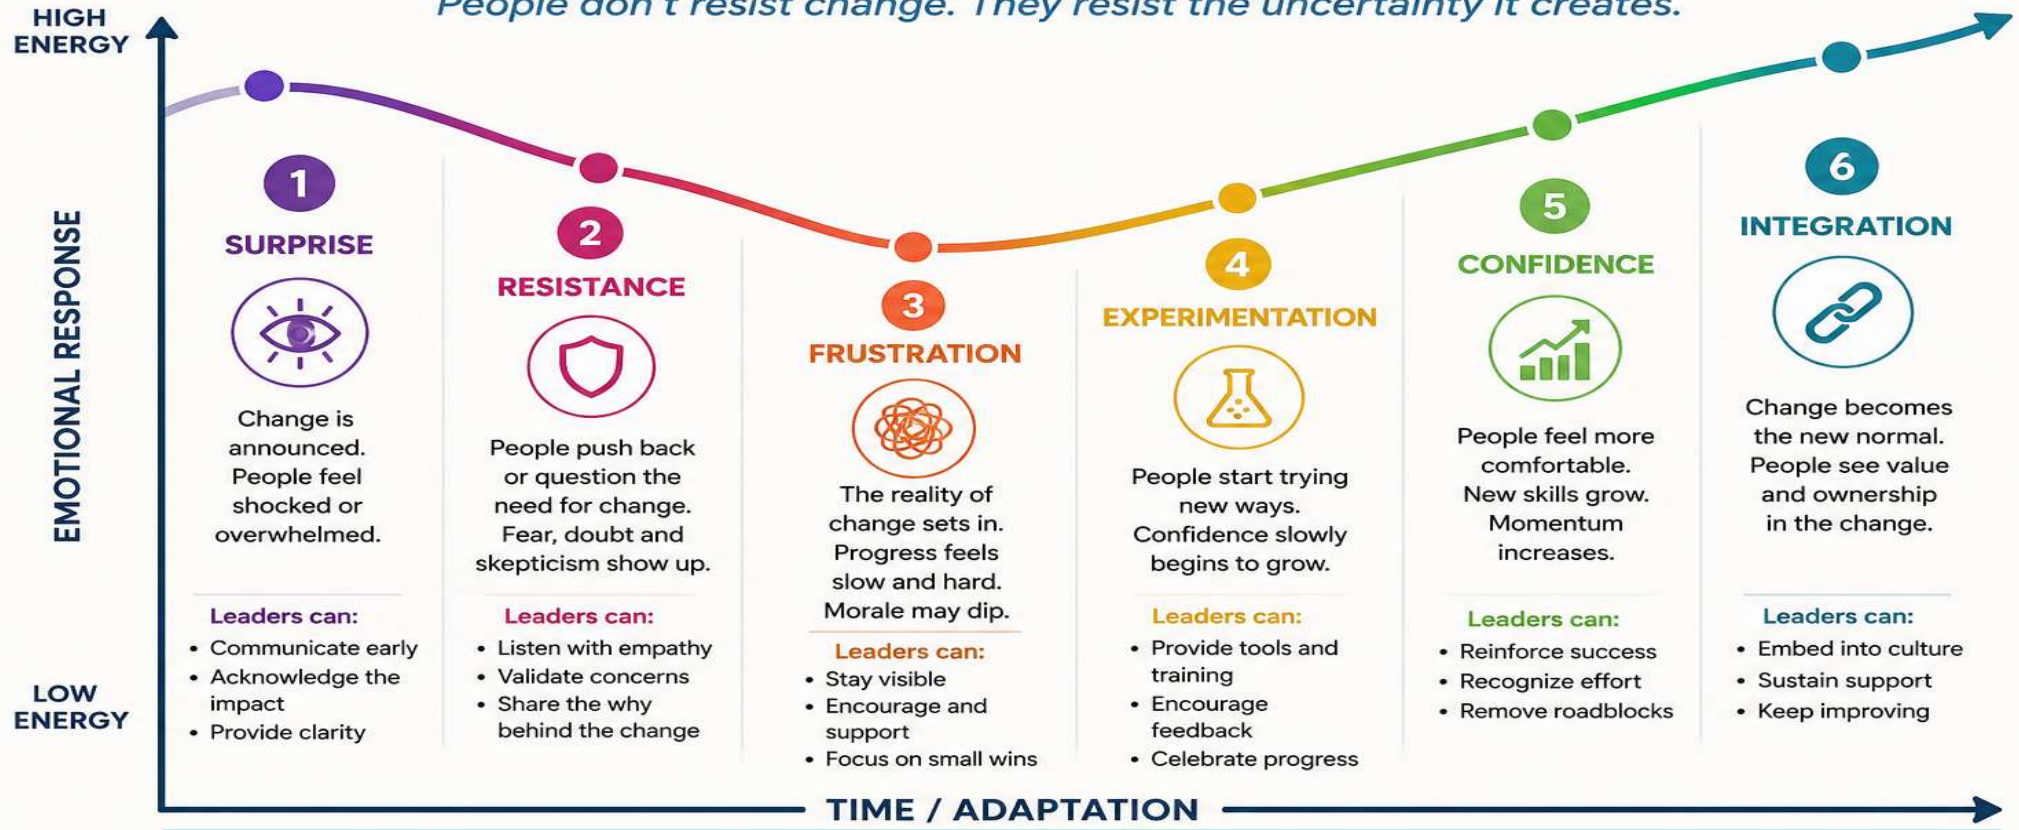 People don't resist change. They resist the uncertainty it creates.
HIGH
ENERGY
EMOTIONAL RESPONSE
LOW
ENERGY
1
SURPRISE
Change is
announced.
People feel
shocked or
overwhelmed.
Leaders can:
• Communicate early
• Acknowledge the
impact
• Provide clarity
2
RESISTANCE
People push back
or question the
need for change.
Fear, doubt and
skepticism show up.
Leaders can:
• Listen with empathy
• Validate concerns
• Share the why
behind the change
3
FRUSTRATION
The reality of
change sets in.
Progress feels
slow and hard.
Morale may dip.
Leaders can:
• Stay visible
• Encourage and
support
• Focus on small wins
4
EXPERIMENTATION
People start trying
new ways.
Confidence slowly
begins to grow.
Leaders can:
• Provide tools and
training
• Encourage
feedback
• Celebrate progress
5
CONFIDENCE
People feel more
comfortable.
New skills grow.
Momentum
increases.
Leaders can:
• Reinforce success
• Recognize effort
• Remove roadblocks
6
INTEGRATION
Change becomes
the new normal.
People see value
and ownership
in the change.
Leaders can:
• Embed into culture
• Sustain support
• Keep improving
TIME / ADAPTATION